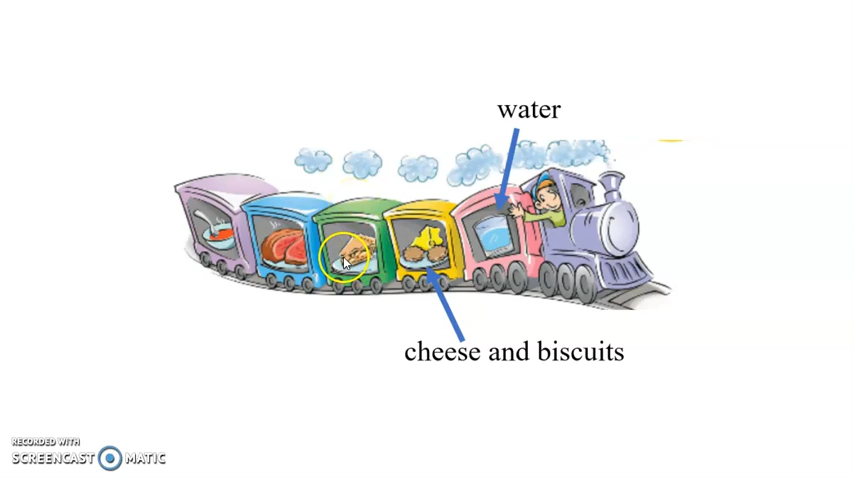 water
cheese and biscuits
RECORDED WITH
SCREENCAST MATIC